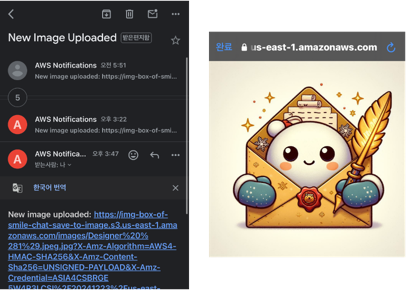 New Image Uploaded 받은편지함
AWS Notifications 오전 5:51
New image uploaded: https://img-box-of-smi...
5
A
AWS Notifications 오후 3:22
New image uploaded: https://img-box-of-smi...
A
AWS Notifica... 오후 3:47
받는사람: 나
한국어 번역
New image uploaded: https://img-box-of-
smile-chat-save-to-image.s3.us-east-1.ama
zonaws.com/images/Designer%20%
281%29.jpeg.jpg?X-Amz-Algorithm=AWS4-
HMAC-SHA256&X-Amz-Content-
Sha256=UNSIGNED-PAYLOAD&X-Amz-
Credential=ASIA4CSBRGE
완료 us-east-1.amazonaws.com